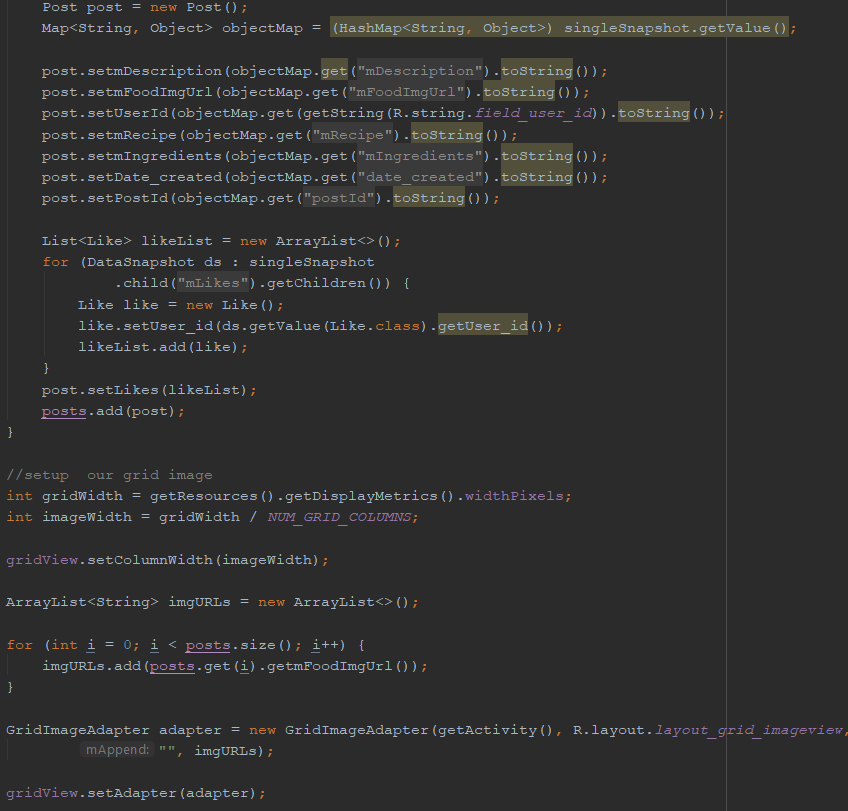 Post post = new Post();
Map<String, Object> objectMap = (HashMap<String, Object>) singleSnapshot.getValue();
post.setmDescription(objectMap.get("mDescription").toString());
post.setmFoodImgUrl(objectMap.get("mFoodImgUrl").toString());
post.setUserId(objectMap.get(getString(R.string.field_user_id)).toString());
post.setmRecipe(objectMap.get("mRecipe").toString());
post.setmIngredients(objectMap.get("mIngredients").toString());
post.setDate_created(objectMap.get("date_created").toString());
post.setPostId(objectMap.get("postId").toString());
List<Like> likeList = new ArrayList<>();
for (DataSnapshot ds : singleSnapshot
.child("mLikes").getChildren()) {
Like like = new Like();
like.setUser_id(ds.getValue(Like.class).getUser_id());
likeList.add(like);
}
post.setLikes(likeList);
posts.add(post);
}
//setup  our grid image
int gridWidth = getResources().getDisplayMetrics().widthPixels;
int imageWidth = gridWidth / NUM_GRID_COLUMNS;
gridView.setColumnWidth(imageWidth);
ArrayList<String> imgURLs = new ArrayList<>();
for (int i = 0; i < posts.size(); i++) {
imgURLs.add(posts.get(i).getmFoodImgUrl());
}
GridImageAdapter adapter = new GridImageAdapter(getActivity(), R.layout.layout_grid_imageview,
mAppend: "", imgURLs);
gridView.setAdapter(adapter);